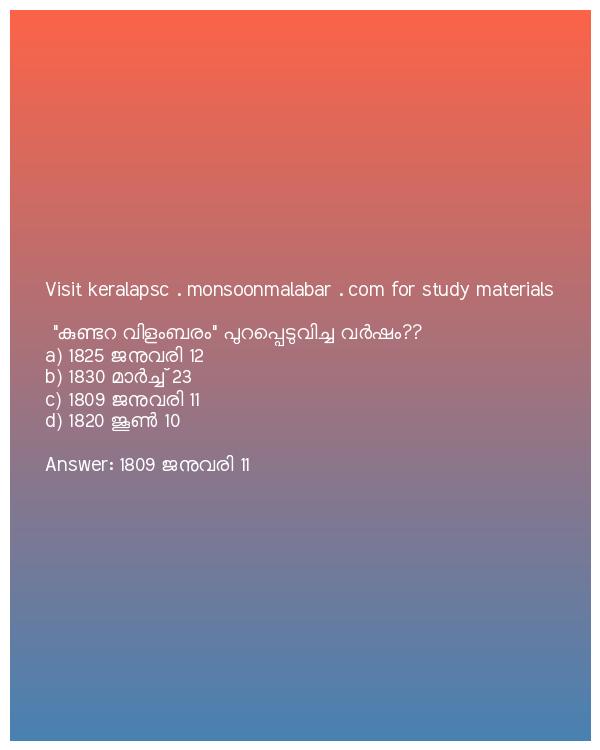 Visit keralapsc . monsoonmalabar . com for study materials
"കുണ്ടറ വിളംബരം" പുറപ്പെടുവിച്ച വർഷം??
a) 1825 ജനുവരി 12
b) 1830 മാർച്ച് 23
c) 1809 ജനുവരി 11
d) 1820 ജൂൺ 10
Answer: 1809 ജനുവരി 11